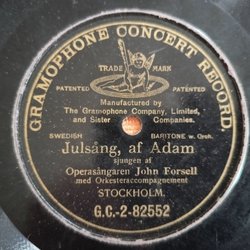 GRAMOPHONE CONCERT RECORD
TRADE MARK
PATENTED PATENTED
Manufactured by
The Gramophone Company, Limited,
and Sister Companies.
SWEDISH BARITONE w. Orch.
Julsång, af Adam
sjungen af
Operasångaren John Forsell
med Orkesteraccompagnement
STOCKHOLM.
G.C.-2-82552